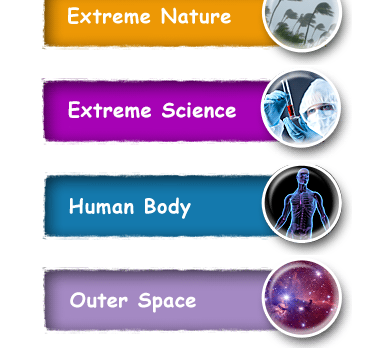 Extreme Nature
Extreme Science
Human Body
Outer Space